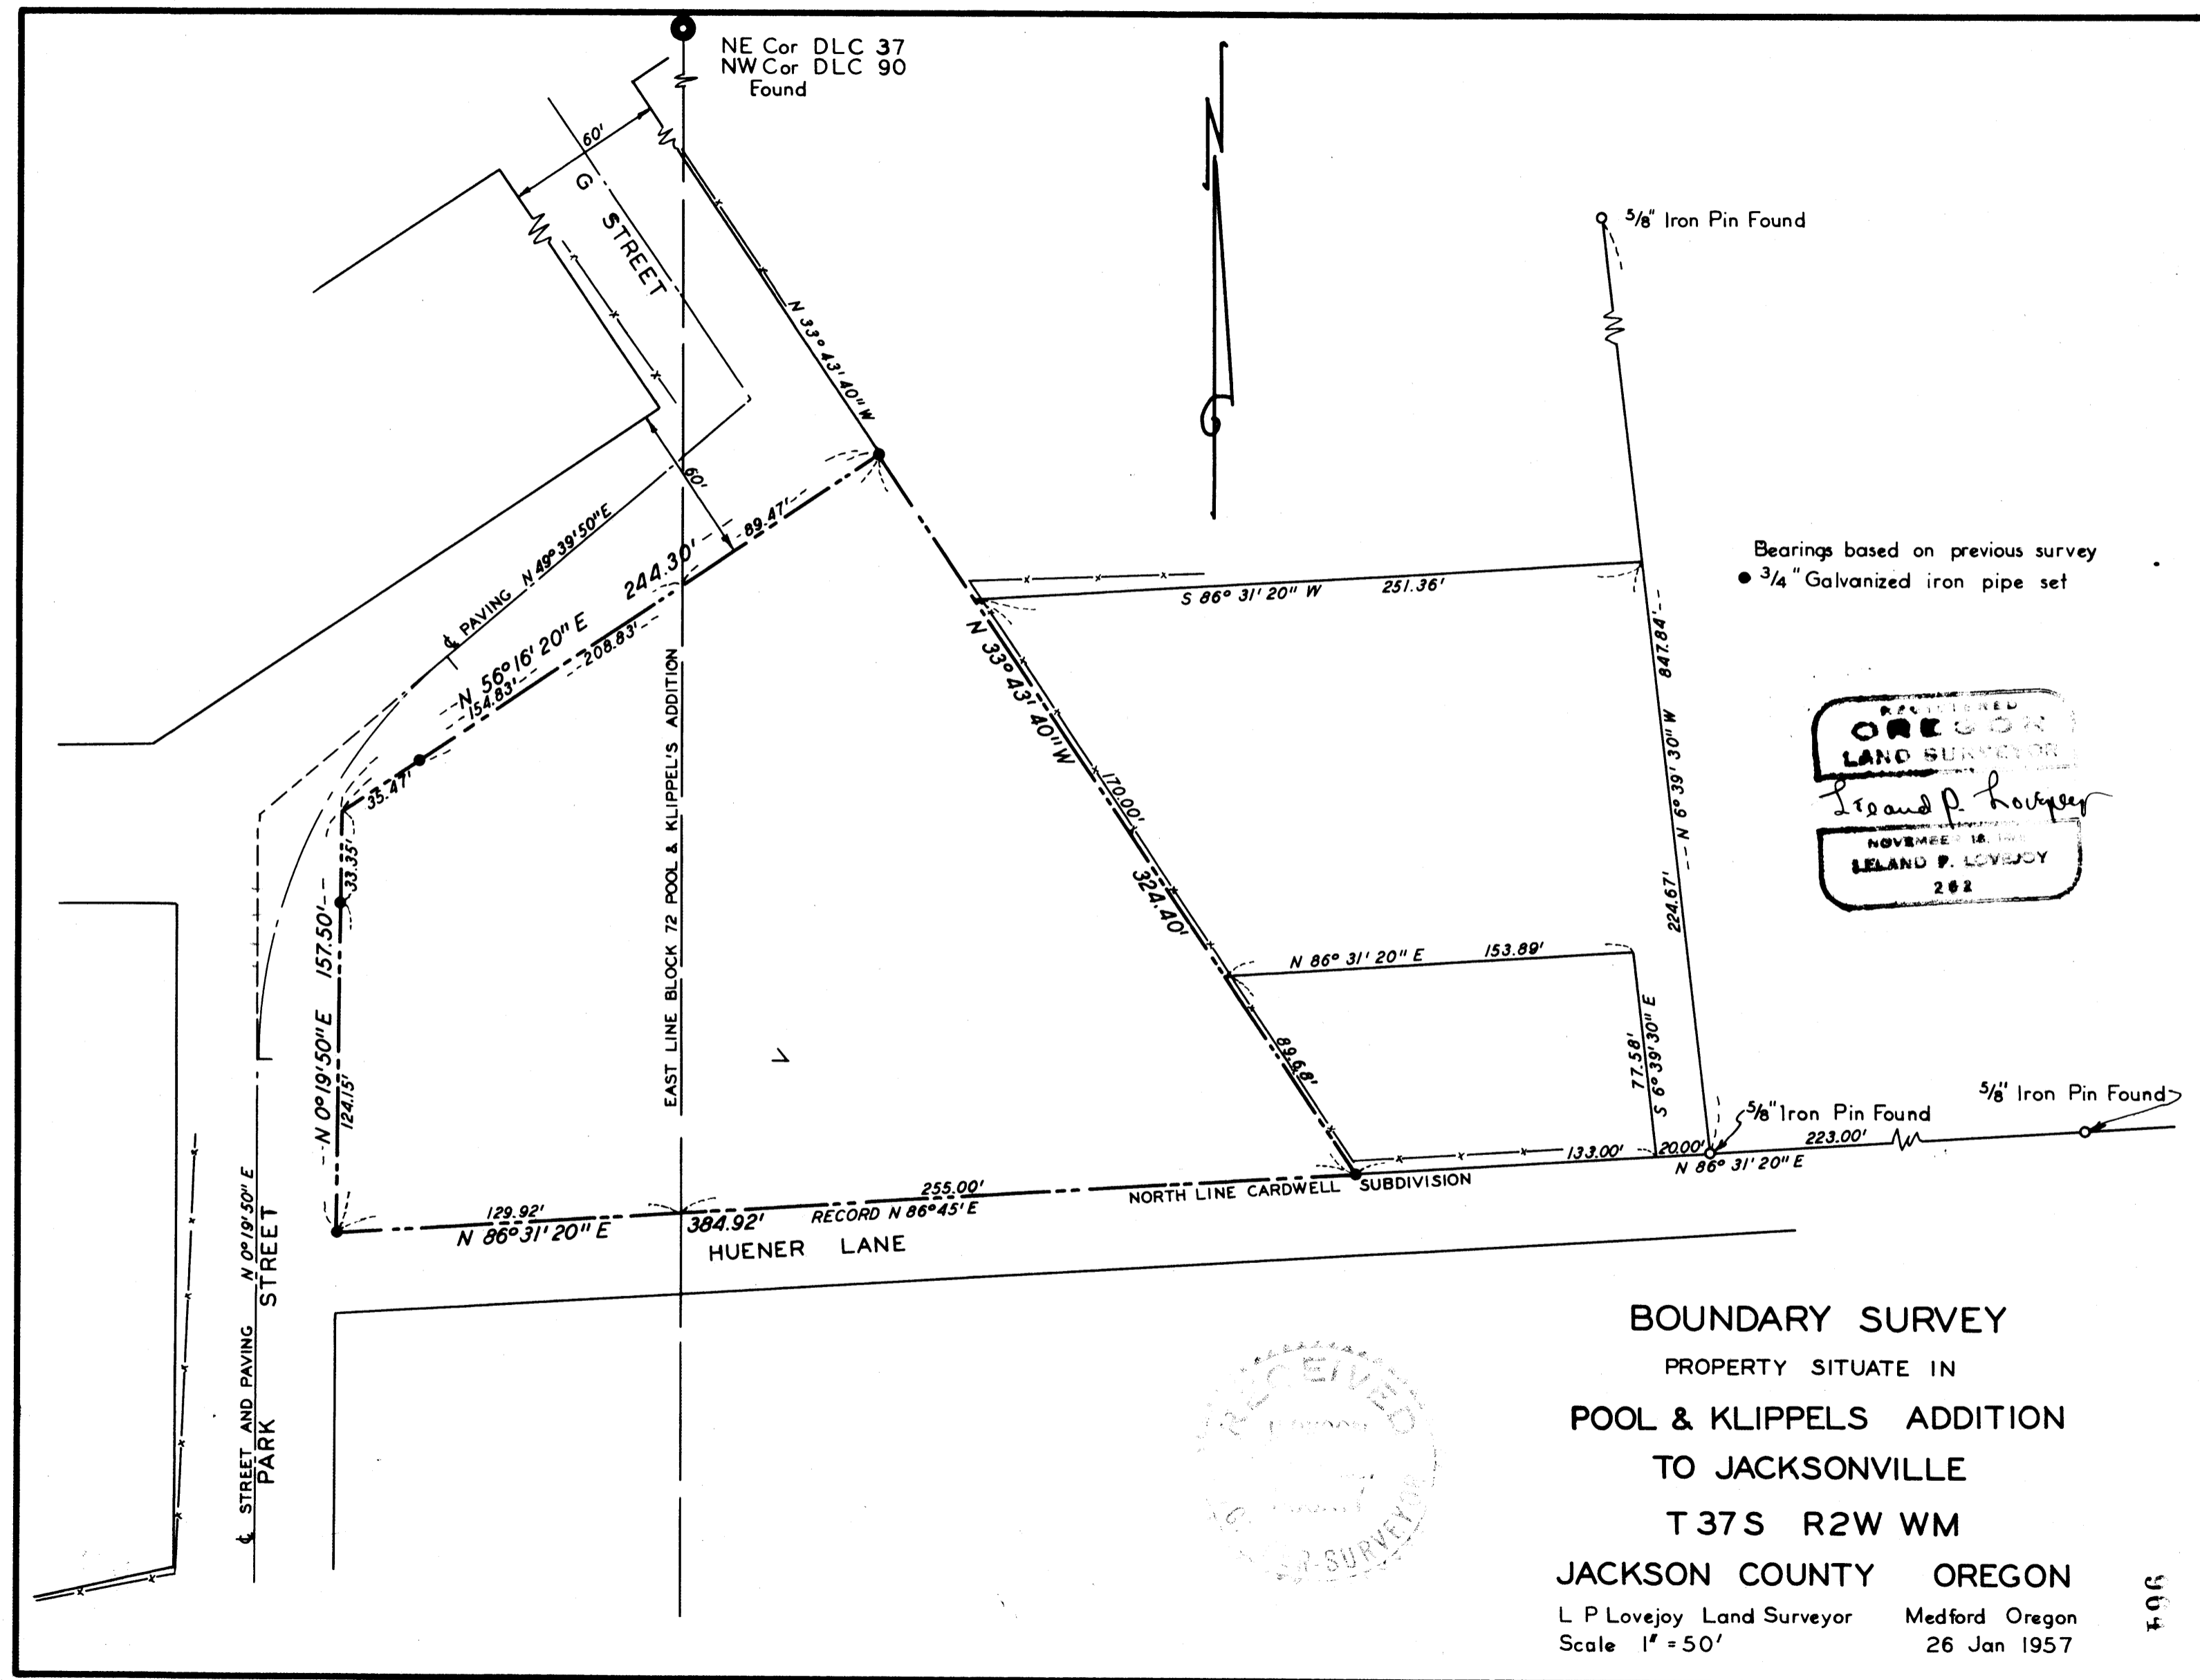 NE Cor DLC 37
NW Cor DLC 90
Found
60'
G STREET
N 33° 43' 40" W
5/8" Iron Pin Found
60'
89.47'
244.30'
N 49° 39' 50" E
℄ PAVING
N 56° 16' 20" E
208.83'
154.83'
35.47'
33.35'
N 0° 19' 50" E 157.50'
124.15'
EAST LINE BLOCK 72 POOL & KLIPPEL'S ADDITION
S 86° 31' 20" W 251.36'
N 33° 43' 40" W
170.00'
324.40'
89.68'
N 86° 31' 20" E 153.89'
77.58'
S 6° 39' 30" E
847.84'
N 6° 39' 30" W
224.67'
Bearings based on previous survey
3/4" Galvanized iron pipe set
REGISTERED
OREGON
LAND SURVEYOR
Leland P. Lovejoy
NOVEMBER 18,
LELAND P. LOVEJOY
262
5/8" Iron Pin Found
5/8" Iron Pin Found
133.00'
20.00'
223.00'
N 86° 31' 20" E
NORTH LINE CARDWELL SUBDIVISION
255.00'
RECORD N 86° 45' E
129.92'
384.92'
N 86° 31' 20" E
HUENER LANE
N 0° 19' 50" E
℄ STREET AND PAVING
PARK STREET
RECEIVED
SURVEYOR
BOUNDARY SURVEY
PROPERTY SITUATE IN
POOL & KLIPPELS ADDITION
TO JACKSONVILLE
T 37 S R2W WM
JACKSON COUNTY OREGON
L P Lovejoy Land Surveyor Medford Oregon
Scale 1" = 50' 26 Jan 1957
964